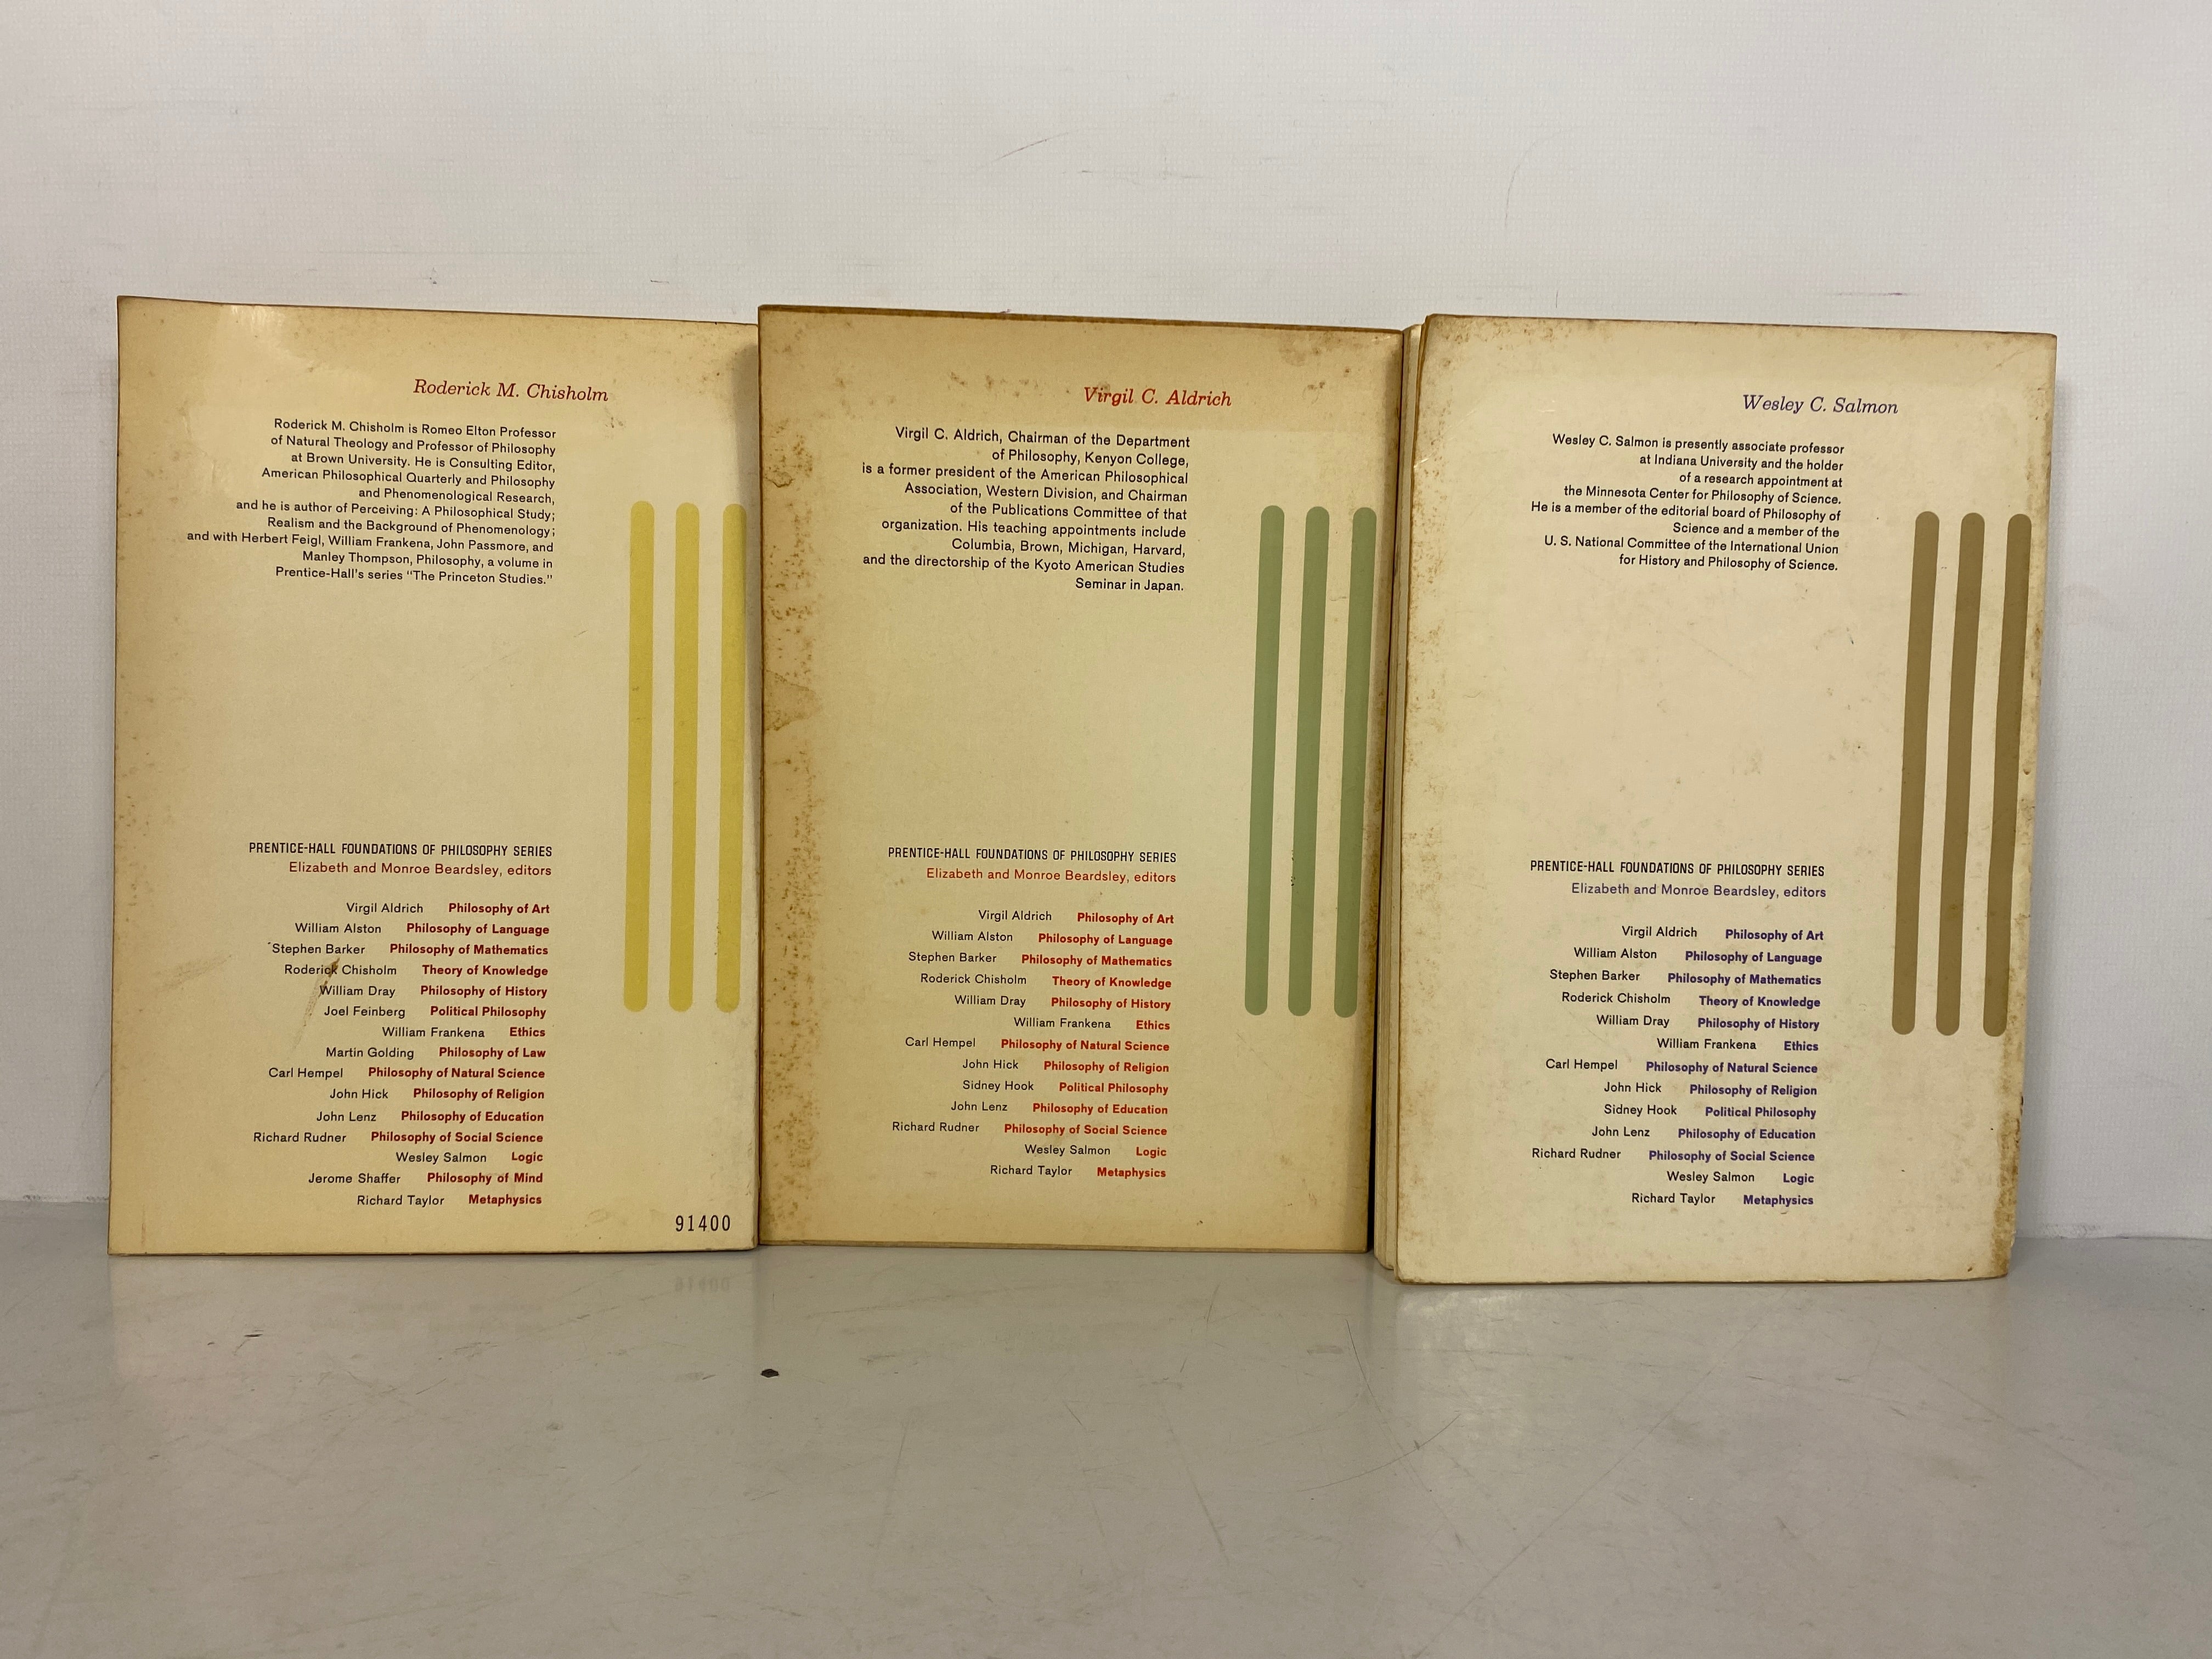 Roderick M. Chisholm
Roderick M. Chisholm is Romeo Elton Professor
of Natural Theology and Professor of Philosophy
at Brown University. He is Consulting Editor,
American Philosophical Quarterly and Philosophy
and Phenomenological Research,
and he is author of Perceiving: A Philosophical Study;
Realism and the Background of Phenomenology;
and with Herbert Feigl, William Frankena, John Passmore, and
Manley Thompson, Philosophy, a volume in
Prentice-Hall's series "The Princeton Studies."
PRENTICE-HALL FOUNDATIONS OF PHILOSOPHY SERIES
Elizabeth and Monroe Beardsley, editors
Virgil Aldrich Philosophy of Art
William Alston Philosophy of Language
Stephen Barker Philosophy of Mathematics
Roderick Chisholm Theory of Knowledge
William Dray Philosophy of History
Joel Feinberg Political Philosophy
William Frankena Ethics
Martin Golding Philosophy of Law
Carl Hempel Philosophy of Natural Science
John Hick Philosophy of Religion
John Lenz Philosophy of Education
Richard Rudner Philosophy of Social Science
Wesley Salmon Logic
Jerome Shaffer Philosophy of Mind
Richard Taylor Metaphysics
91400
Virgil C. Aldrich
Virgil C. Aldrich, Chairman of the Department
of Philosophy, Kenyon College,
is a former president of the American Philosophical
Association, Western Division, and Chairman
of the Publications Committee of that
organization. His teaching appointments include
Columbia, Brown, Michigan, Harvard,
and the directorship of the Kyoto American Studies
Seminar in Japan.
PRENTICE-HALL FOUNDATIONS OF PHILOSOPHY SERIES
Elizabeth and Monroe Beardsley, editors
Virgil Aldrich Philosophy of Art
William Alston Philosophy of Language
Stephen Barker Philosophy of Mathematics
Roderick Chisholm Theory of Knowledge
William Dray Philosophy of History
William Frankena Ethics
Carl Hempel Philosophy of Natural Science
John Hick Philosophy of Religion
Sidney Hook Political Philosophy
John Lenz Philosophy of Education
Richard Rudner Philosophy of Social Science
Wesley Salmon Logic
Richard Taylor Metaphysics
Wesley C. Salmon
Wesley C. Salmon is presently associate professor
at Indiana University and the holder
of a research appointment at
the Minnesota Center for Philosophy of Science.
He is a member of the editorial board of Philosophy of
Science and a member of the
U. S. National Committee of the International Union
for History and Philosophy of Science.
PRENTICE-HALL FOUNDATIONS OF PHILOSOPHY SERIES
Elizabeth and Monroe Beardsley, editors
Virgil Aldrich Philosophy of Art
William Alston Philosophy of Language
Stephen Barker Philosophy of Mathematics
Roderick Chisholm Theory of Knowledge
William Dray Philosophy of History
William Frankena Ethics
Carl Hempel Philosophy of Natural Science
John Hick Philosophy of Religion
Sidney Hook Political Philosophy
John Lenz Philosophy of Education
Richard Rudner Philosophy of Social Science
Wesley Salmon Logic
Richard Taylor Metaphysics